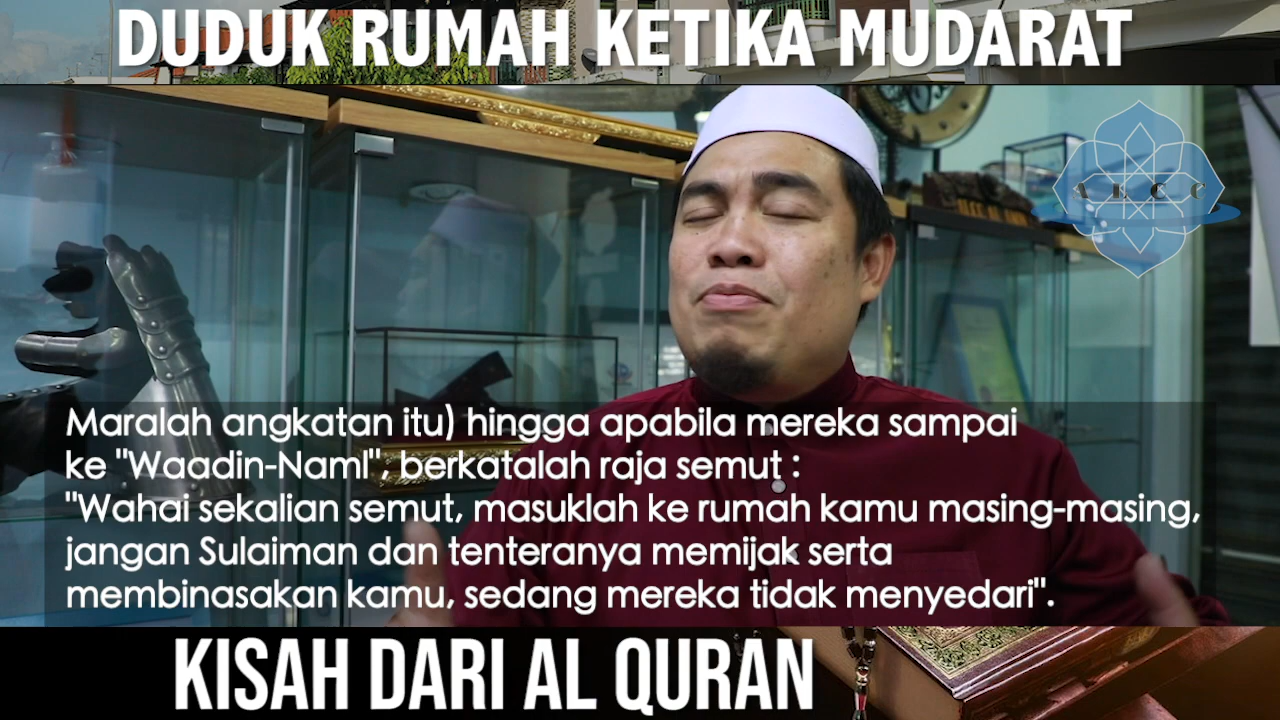 DUDUK RUMAH KETIKA MUDARAT
A K C C
Maralah angkatan itu) hingga apabila mereka sampai
ke "Waadin-Naml", berkatalah raja semut :
"Wahai sekalian semut, masuklah ke rumah kamu masing-masing,
jangan Sulaiman dan tenteranya memijak serta
membinasakan kamu, sedang mereka tidak menyedari".
KISAH DARI AL QURAN